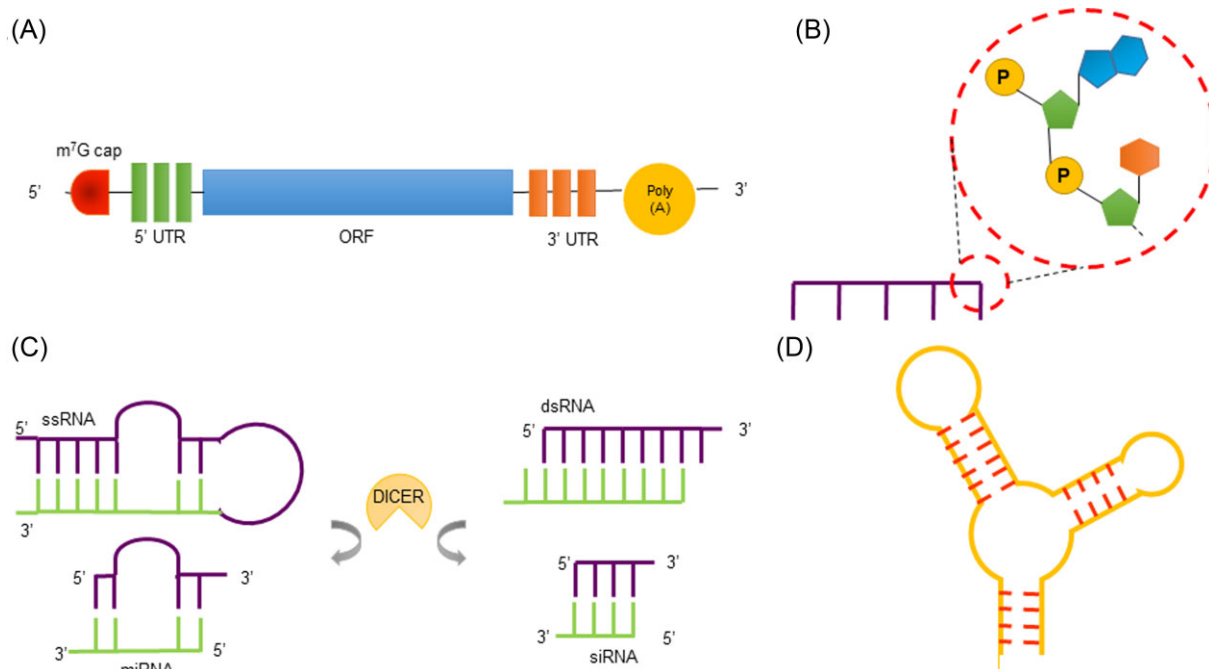 .(A)
m⁷G cap
5’
Poly
(A)
3’
5’ UTR
ORF
3’ UTR
(B)
P
P
(C)
ssRNA
5’
3’
5’
3’
3’
5’
miRNA
DICER
dsRNA
5’
3’
5’
3’
3’
5’
siRNA
(D)